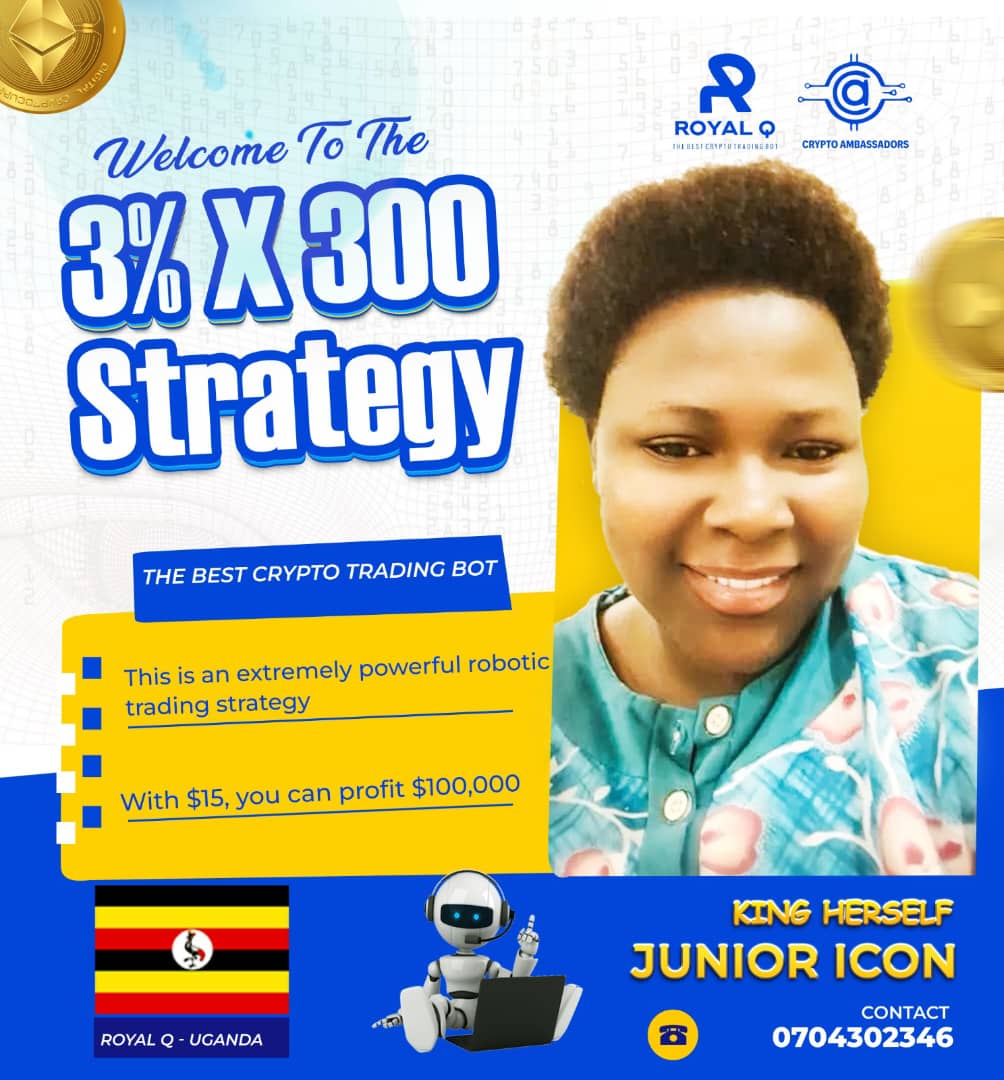 ROYAL Q
THE BEST CRYPTO TRADING BOT
CRYPTO AMBASSADORS
Welcome To The
3% X 300
Strategy
THE BEST CRYPTO TRADING BOT
This is an extremely powerful robotic
trading strategy
With $15, you can profit $100,000
ROYAL Q - UGANDA
KING HERSELF
JUNIOR ICON
CONTACT
0704302346